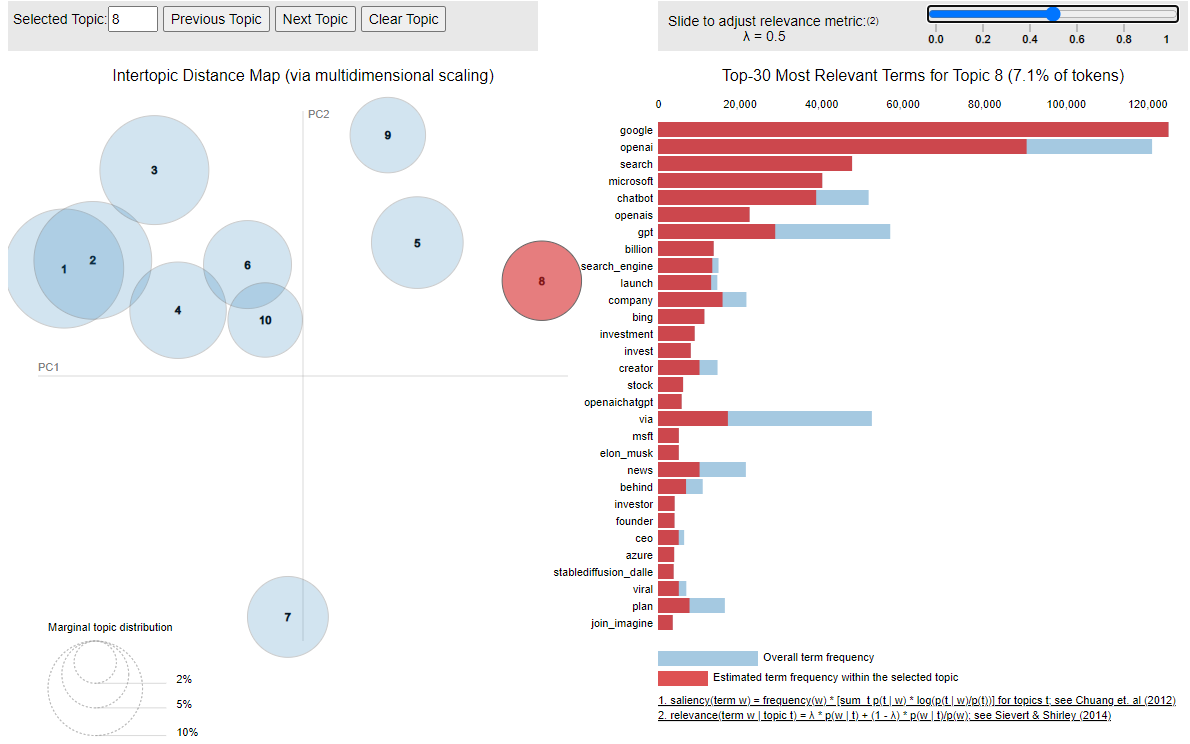 Selected Topic: 8 Previous Topic Next Topic Clear Topic
Slide to adjust relevance metric:(2)
λ = 0.5
0.0 0.2 0.4 0.6 0.8 1
Intertopic Distance Map (via multidimensional scaling)
PC2
PC1
3
9
5
1
2
6
8
4
10
7
Marginal topic distribution
2%
5%
10%
Top-30 Most Relevant Terms for Topic 8 (7.1% of tokens)
0 20,000 40,000 60,000 80,000 100,000 120,000
google
openai
search
microsoft
chatbot
openais
gpt
billion
search_engine
launch
company
bing
investment
invest
creator
stock
openaichatgpt
via
msft
elon_musk
news
behind
investor
founder
ceo
azure
stablediffusion_dalle
viral
plan
join_imagine
Overall term frequency
Estimated term frequency within the selected topic
1. saliency(term w) = frequency(w) * [sum_t p(t | w) * log(p(t | w)/p(t))] for topics t; see Chuang et. al (2012)
2. relevance(term w | topic t) = λ * p(w | t) + (1 - λ) * p(w | t)/p(w); see Sievert & Shirley (2014)